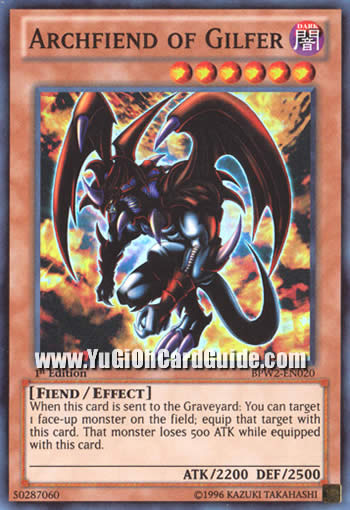 ARCHFIEND OF GILFER
DARK
闇
www.YuGiOhCardGuide.com
1st Edition
BPW2-EN020
[FIEND / EFFECT]
When this card is sent to the Graveyard: You can target
1 face-up monster on the field; equip that target with
this card. That monster loses 500 ATK while equipped
with this card.
ATK/2200 DEF/2500
50287060
©1996 KAZUKI TAKAHASHI